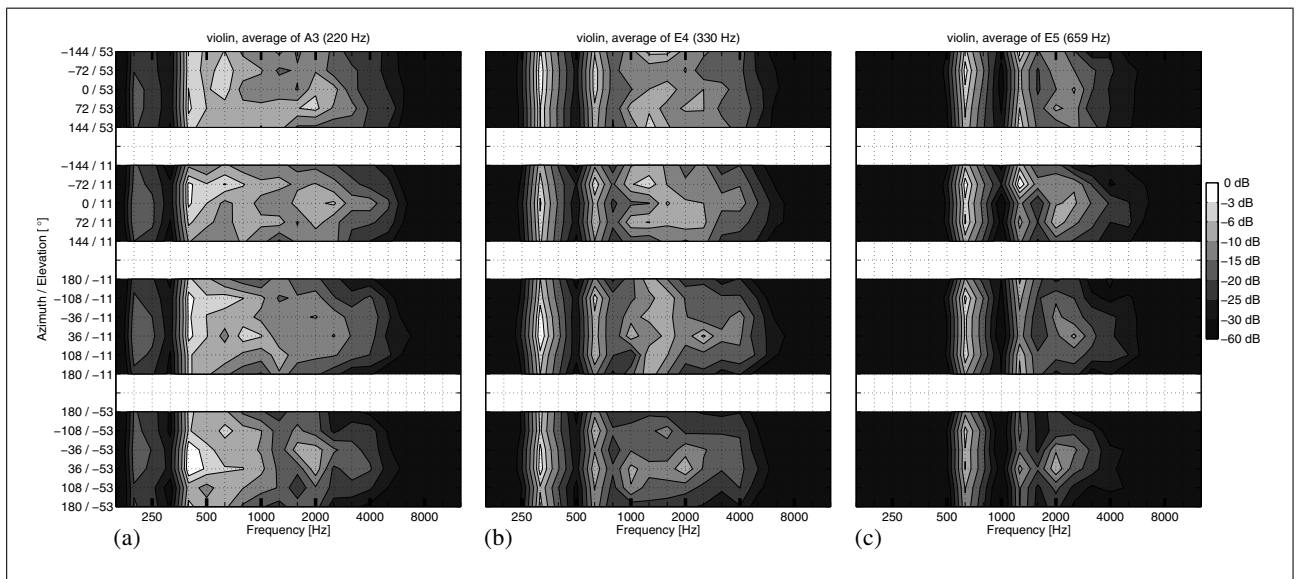 violin, average of A3 (220 Hz)
violin, average of E4 (330 Hz)
violin, average of E5 (659 Hz)
Azimuth / Elevation [ °]
−144 / 53
−72 / 53
0 / 53
72 / 53
144 / 53
−144 / 11
−72 / 11
0 / 11
72 / 11
144 / 11
180 / −11
−108 / −11
−36 / −11
36 / −11
108 / −11
180 / −11
180 / −53
−108 / −53
−36 / −53
36 / −53
108 / −53
180 / −53
0 dB
−3 dB
−6 dB
−10 dB
−15 dB
−20 dB
−25 dB
−30 dB
−60 dB
250 500 1000 2000 4000 8000
Frequency [Hz]
(a)
250 500 1000 2000 4000 8000
Frequency [Hz]
(b)
250 500 1000 2000 4000 8000
Frequency [Hz]
(c)